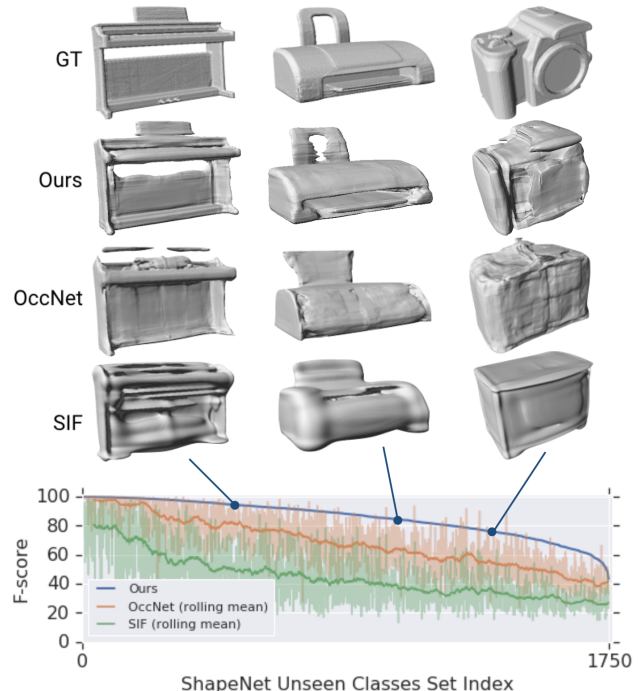 GT
Ours
OccNet
SIF
100
80
60
40
20
0
F-score
Ours
OccNet (rolling mean)
SIF (rolling mean)
0
1750
ShapeNet Unseen Classes Set Index